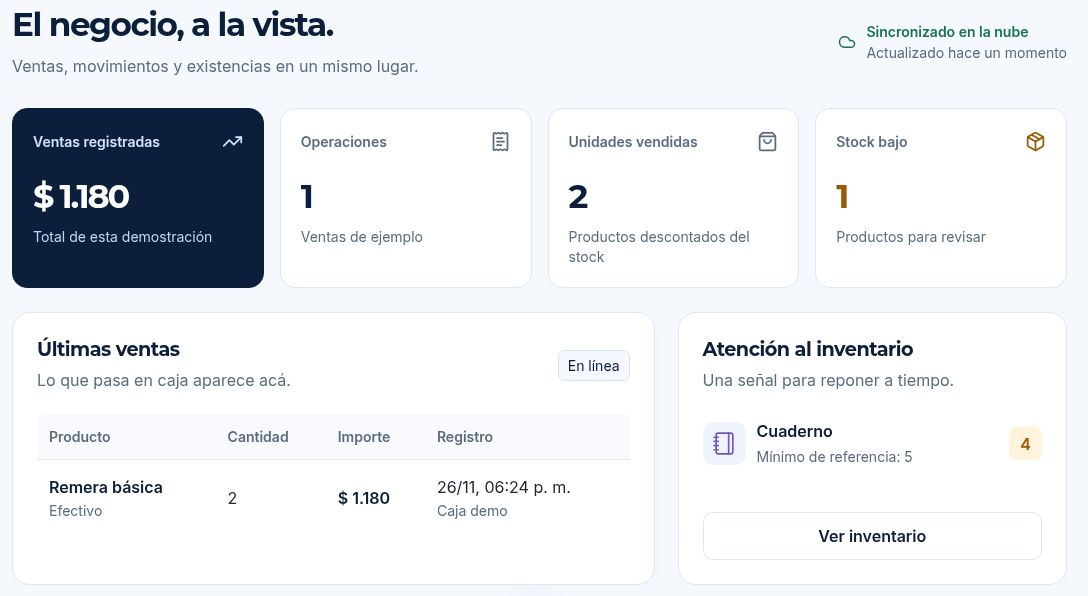 El negocio, a la vista.
Ventas, movimientos y existencias en un mismo lugar.
Sincronizado en la nube
Actualizado hace un momento
Ventas registradas
$ 1.180
Total de esta demostración
Operaciones
1
Ventas de ejemplo
Unidades vendidas
2
Productos descontados del
stock
Stock bajo
1
Productos para revisar
Últimas ventas
Lo que pasa en caja aparece acá.
En línea
Producto Cantidad Importe Registro
Remera básica 2 $ 1.180 26/11, 06:24 p. m.
Efectivo Caja demo
Atención al inventario
Una señal para reponer a tiempo.
Cuaderno
Mínimo de referencia: 5
4
Ver inventario